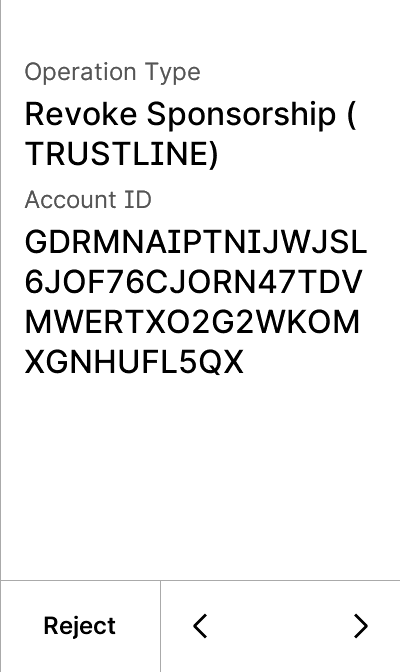 Operation Type
Revoke Sponsorship (
TRUSTLINE)
Account ID
GDRMNAIPTNIJWJSL
6JOF76CJORN47TDV
MWERTXO2G2WKOM
XGNHUFL5QX
Reject